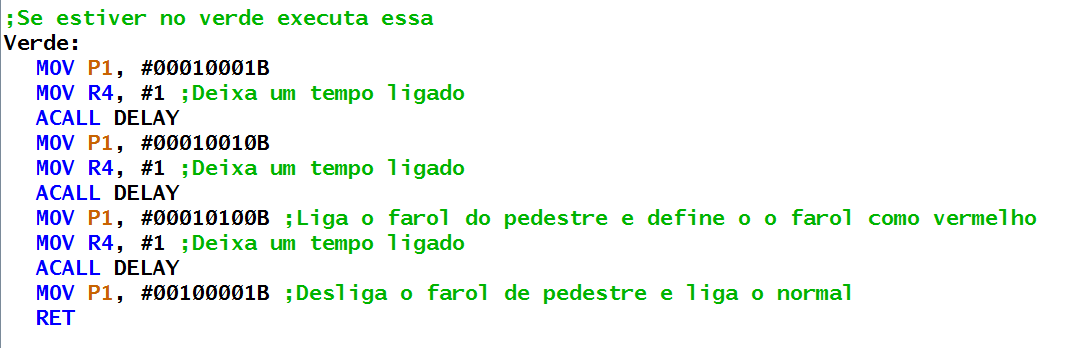 ;Se estiver no verde executa essa
Verde:
MOV P1, #00010001B
MOV R4, #1 ;Deixa um tempo ligado
ACALL DELAY
MOV P1, #00010010B
MOV R4, #1 ;Deixa um tempo ligado
ACALL DELAY
MOV P1, #00010100B ;Liga o farol do pedestre e define o o farol como vermelho
MOV R4, #1 ;Deixa um tempo ligado
ACALL DELAY
MOV P1, #00100001B ;Desliga o farol de pedestre e liga o normal
RET